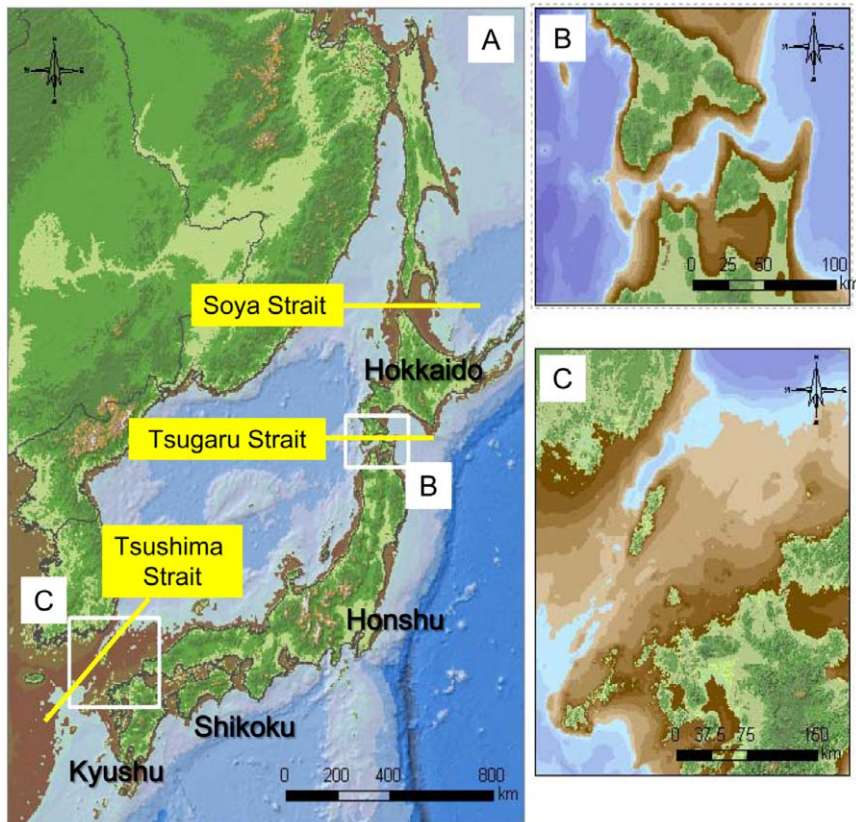 A
Soya Strait
Hokkaido
Tsugaru Strait
B
Tsushima
Strait
C
Honshu
Shikoku
Kyushu
0 200 400 800
km
B
0 25 50 100
km
C
0 37.5 75 150
km